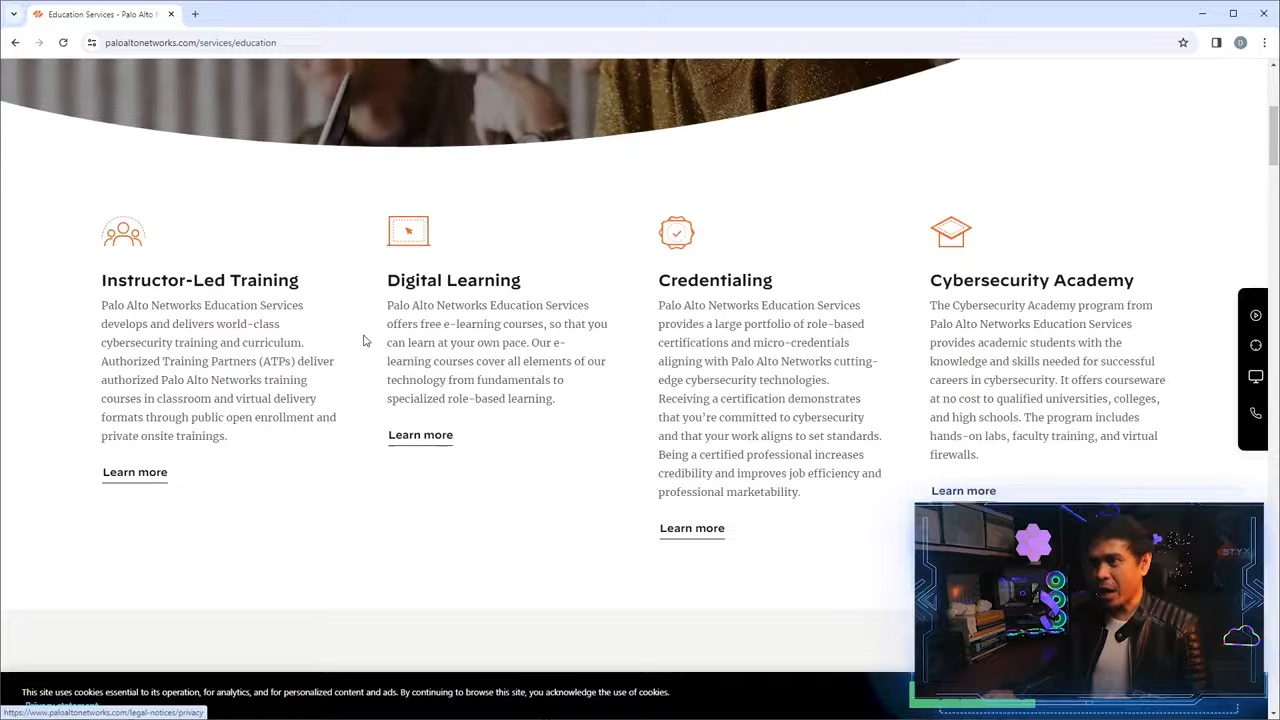 Education Services - Palo Alto N
paloaltonetworks.com/services/education
D
Instructor-Led Training
Palo Alto Networks Education Services
develops and delivers world-class
cybersecurity training and curriculum.
Authorized Training Partners (ATPs) deliver
authorized Palo Alto Networks training
courses in classroom and virtual delivery
formats through public open enrollment and
private onsite trainings.
Learn more
Digital Learning
Palo Alto Networks Education Services
offers free e-learning courses, so that you
can learn at your own pace. Our e-
learning courses cover all elements of our
technology from fundamentals to
specialized role-based learning.
Learn more
Credentialing
Palo Alto Networks Education Services
provides a large portfolio of role-based
certifications and micro-credentials
aligning with Palo Alto Networks cutting-
edge cybersecurity technologies.
Receiving a certification demonstrates
that you're committed to cybersecurity
and that your work aligns to set standards.
Being a certified professional increases
credibility and improves job efficiency and
professional marketability.
Learn more
Cybersecurity Academy
The Cybersecurity Academy program from
Palo Alto Networks Education Services
provides academic students with the
knowledge and skills needed for successful
careers in cybersecurity. It offers courseware
at no cost to qualified universities, colleges,
and high schools. The program includes
hands-on labs, faculty training, and virtual
firewalls.
Learn more
STYX
This site uses cookies essential to its operation, for analytics, and for personalized content and ads. By continuing to browse this site, you acknowledge the use of cookies.
Privacy statement
https://www.paloaltonetworks.com/legal-notices/privacy